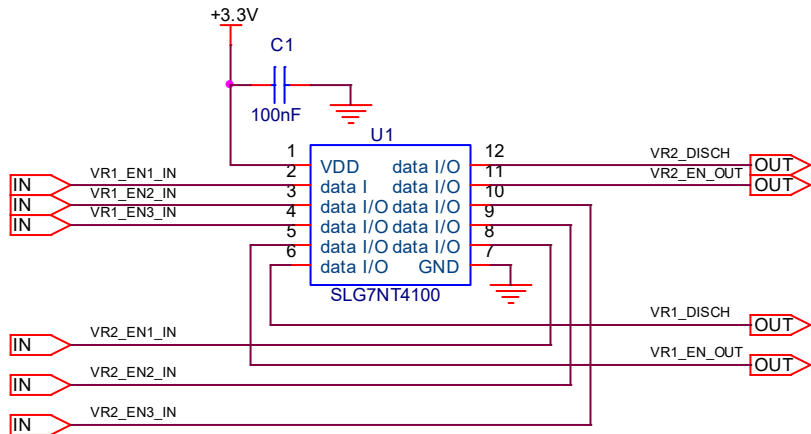 +3.3V
C1
100nF
U1
1 VDD data I/O 12
2 data I data I/O 11
3 data I/O data I/O 10
4 data I/O data I/O 9
5 data I/O data I/O 8
6 data I/O GND 7
SLG7NT4100
IN VR1_EN1_IN
IN VR1_EN2_IN
IN VR1_EN3_IN
VR2_DISCH OUT
VR2_EN_OUT OUT
VR1_DISCH OUT
IN VR2_EN1_IN
VR1_EN_OUT OUT
IN VR2_EN2_IN
IN VR2_EN3_IN